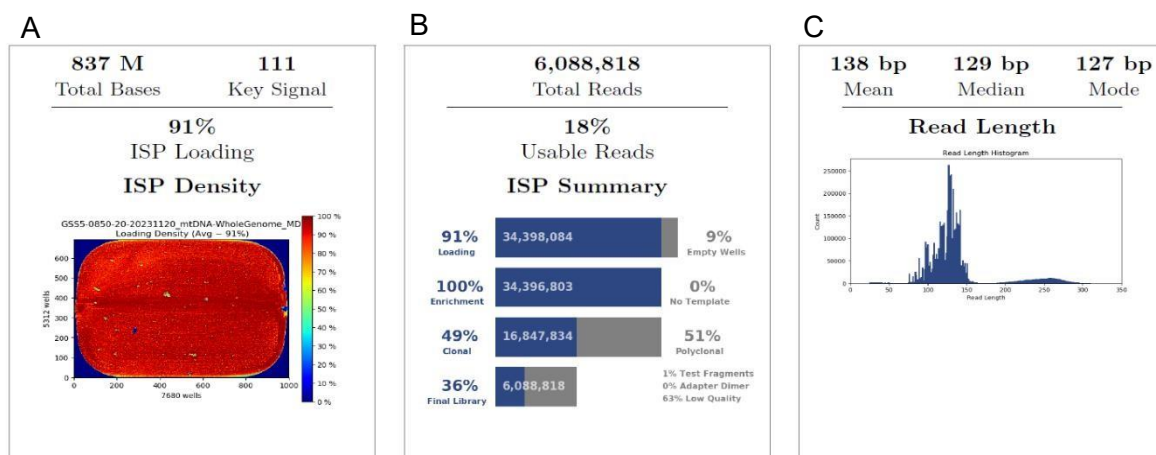 A
837 M
Total Bases
111
Key Signal
91%
ISP Loading
ISP Density
GSS5-0850-20-20231120_mtDNA-WholeGenome_MD
Loading Density (Avg ~ 91%)
5312 wells
600
500
400
300
200
100
0
0 200 400 600 800 1000
7680 wells
100 %
90 %
80 %
70 %
60 %
50 %
40 %
30 %
20 %
10 %
0 %
B
6,088,818
Total Reads
18%
Usable Reads
ISP Summary
91% 34,398,084 9%
Loading Empty Wells
100% 34,396,803 0%
Enrichment No Template
49% 16,847,834 51%
Clonal Polyclonal
36% 6,088,818
Final Library
1% Test Fragments
0% Adapter Dimer
63% Low Quality
C
138 bp
Mean
129 bp
Median
127 bp
Mode
Read Length
Read Length Histogram
Count
250000
200000
150000
100000
50000
0
0 50 100 150 200 250 300 350
Read Length